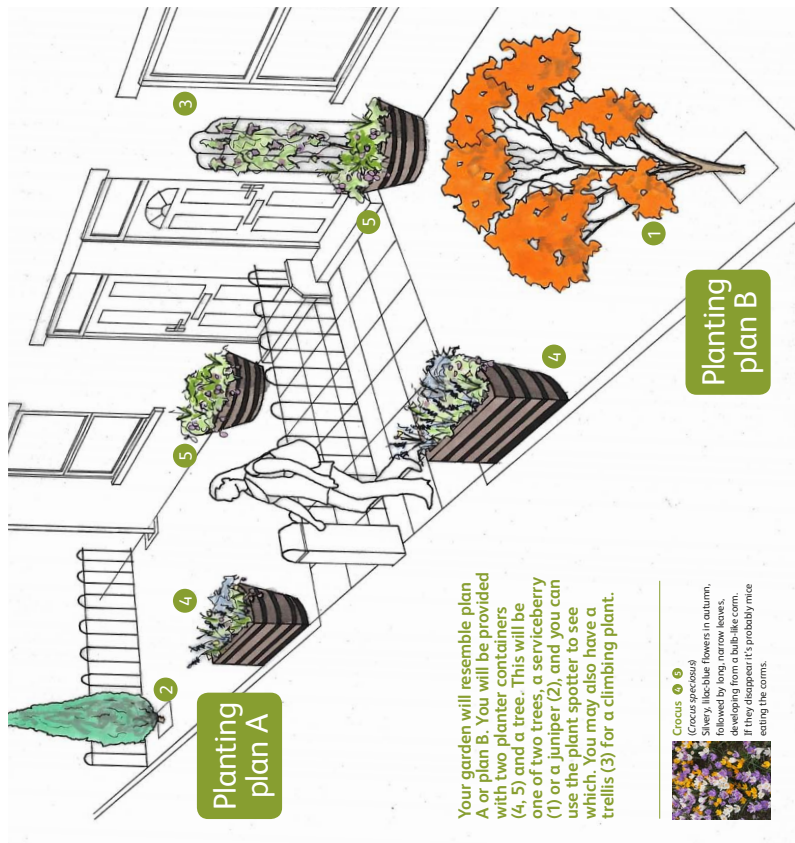 3
5
1
4
5
4
2
Planting
plan B
Planting
plan A
Your garden will resemble plan
A or plan B. You will be provided
with two planter containers
(4, 5) and a tree. This will be
one of two trees, a serviceberry
(1) or a juniper (2), and you can
use the plant spotter to see
which. You may also have a
trellis (3) for a climbing plant.
Crocus 4 5
(Crocus speciosus)
Silvery, lilac-blue flowers in autumn,
followed by long, narrow leaves,
developing from a bulb-like corm.
If they disappear it's probably mice
eating the corms.